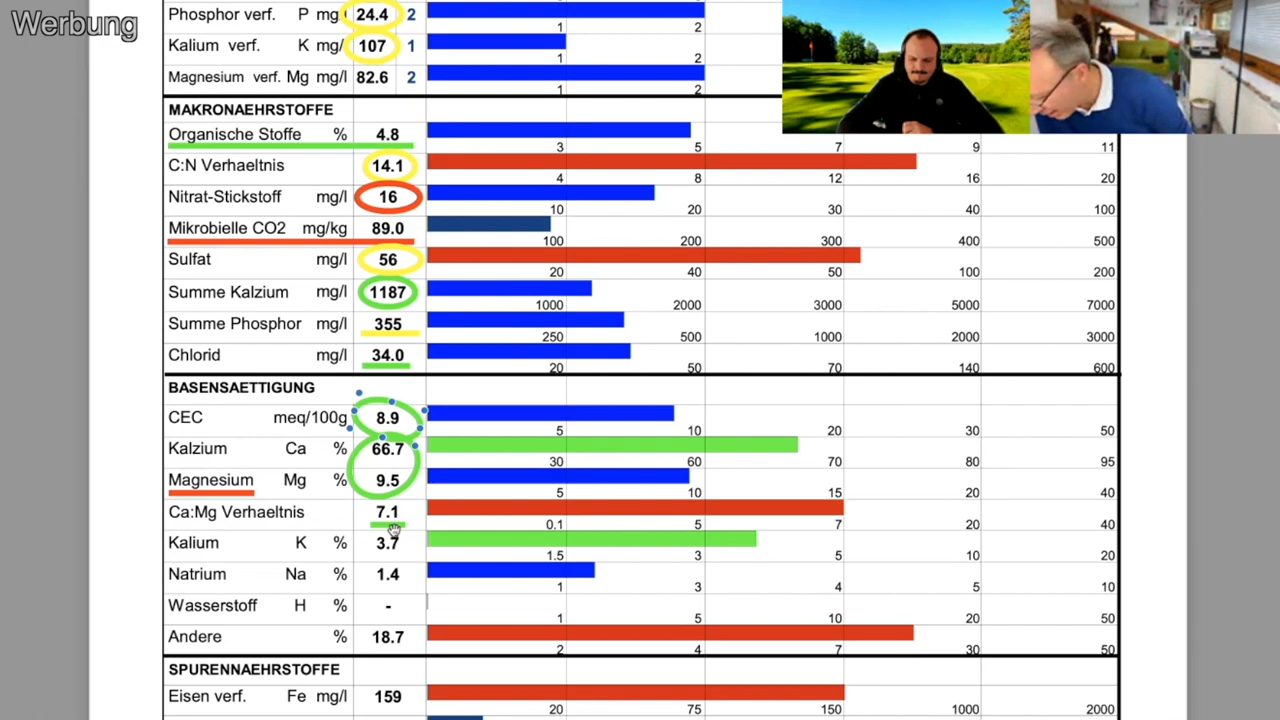 Werbung
Phosphor verf. P mg/l 24.4 2
1 2
Kalium verf. K mg/l 107 1
1 2
Magnesium verf. Mg mg/l 82.6 2
1 2
MAKRONAEHRSTOFFE
Organische Stoffe % 4.8
3 5 7 9 11
C:N Verhaeltnis 14.1
4 8 12 16 20
Nitrat-Stickstoff mg/l 16
10 20 30 40 100
Mikrobielle CO2 mg/kg 89.0
100 200 300 400 500
Sulfat mg/l 56
20 40 50 100 200
Summe Kalzium mg/l 1187
1000 2000 3000 5000 7000
Summe Phosphor mg/l 355
250 500 1000 2000 3000
Chlorid mg/l 34.0
20 50 70 140 600
BASENSAETTIGUNG
CEC meq/100g 8.9
5 10 20 30 50
Kalzium Ca % 66.7
30 60 70 80 95
Magnesium Mg % 9.5
5 10 15 20 40
Ca:Mg Verhaeltnis 7.1
0.1 5 7 20 40
Kalium K % 3.7
1.5 3 5 10 20
Natrium Na % 1.4
1 3 4 5 10
Wasserstoff H % -
1 5 10 20 50
Andere % 18.7
2 4 7 30 50
SPURENNAEHRSTOFFE
Eisen verf. Fe mg/l 159
20 75 150 1000 2000